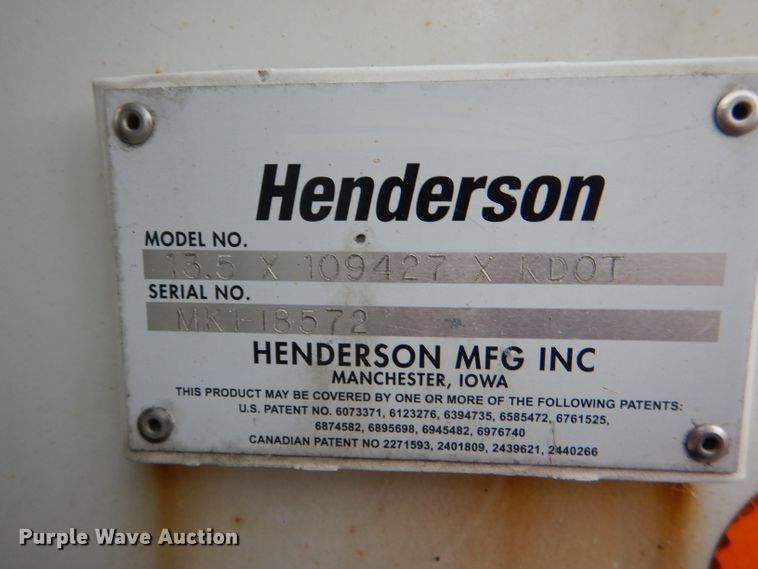 Henderson
MODEL NO.
13.5 X 109427 X KDOT
SERIAL NO.
MK1-18572
HENDERSON MFG INC
MANCHESTER, IOWA
THIS PRODUCT MAY BE COVERED BY ONE OR MORE OF THE FOLLOWING PATENTS:
U.S. PATENT NO. 6073371, 6123276, 6394735, 6585472, 6761525,
6874582, 6895698, 6945482, 6976740
CANADIAN PATENT NO 2271593, 2401809, 2439621, 2440266
Purple Wave Auction